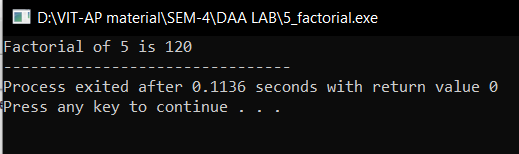 D:\VIT-AP material\SEM-4\DAA LAB\5_factorial.exe
Factorial of 5 is 120
--------------------------------
Process exited after 0.1136 seconds with return value 0
Press any key to continue . . .